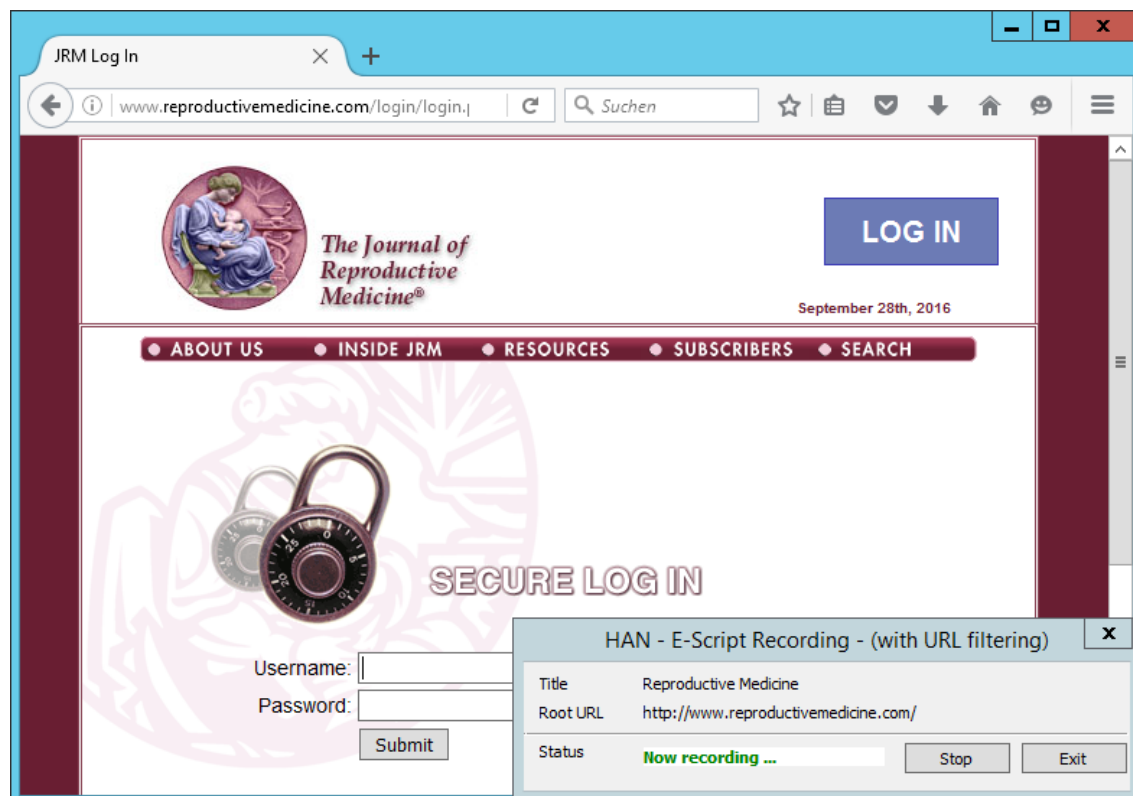 JRM Log In
www.reproductivemedicine.com/login/login.p
Suchen
The Journal of
Reproductive
Medicine®
LOG IN
September 28th, 2016
ABOUT US INSIDE JRM RESOURCES SUBSCRIBERS SEARCH
SECURE LOG IN
Username:
Password:
Submit
HAN - E-Script Recording - (with URL filtering)
Title Reproductive Medicine
Root URL http://www.reproductivemedicine.com/
Status Now recording ... Stop Exit